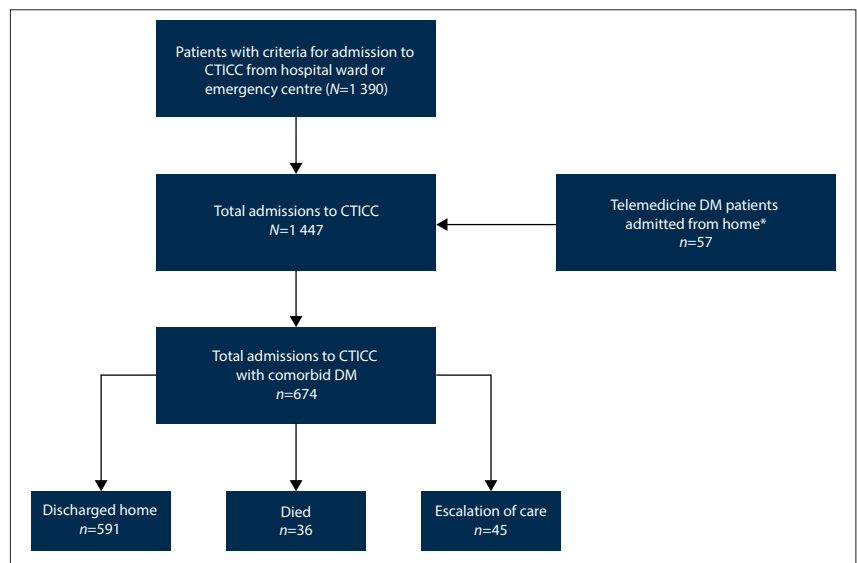 Patients with criteria for admission to
CTICC from hospital ward or
emergency centre (N=1 390)
Total admissions to CTICC
N=1 447
Telemedicine DM patients
admitted from home*
n=57
Total admissions to CTICC
with comorbid DM
n=674
Discharged home
n=591
Died
n=36
Escalation of care
n=45